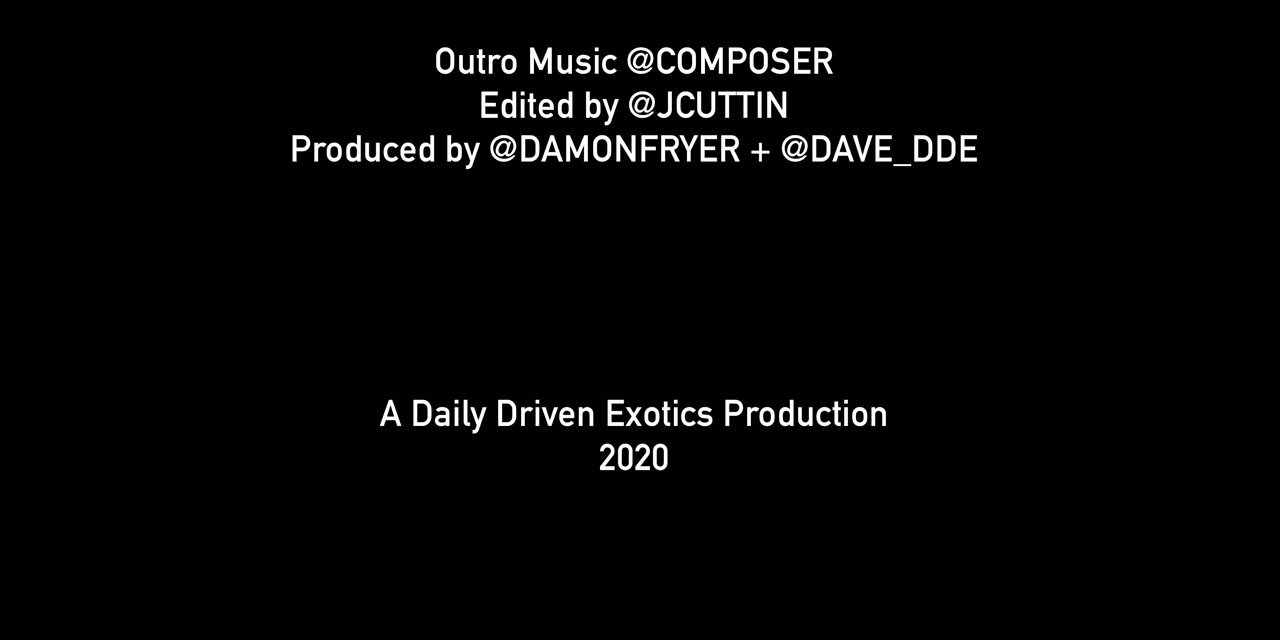 Outro Music @COMPOSER
Edited by @JCUTTIN
Produced by @DAMONFRYER + @DAVE_DDE
A Daily Driven Exotics Production
2020